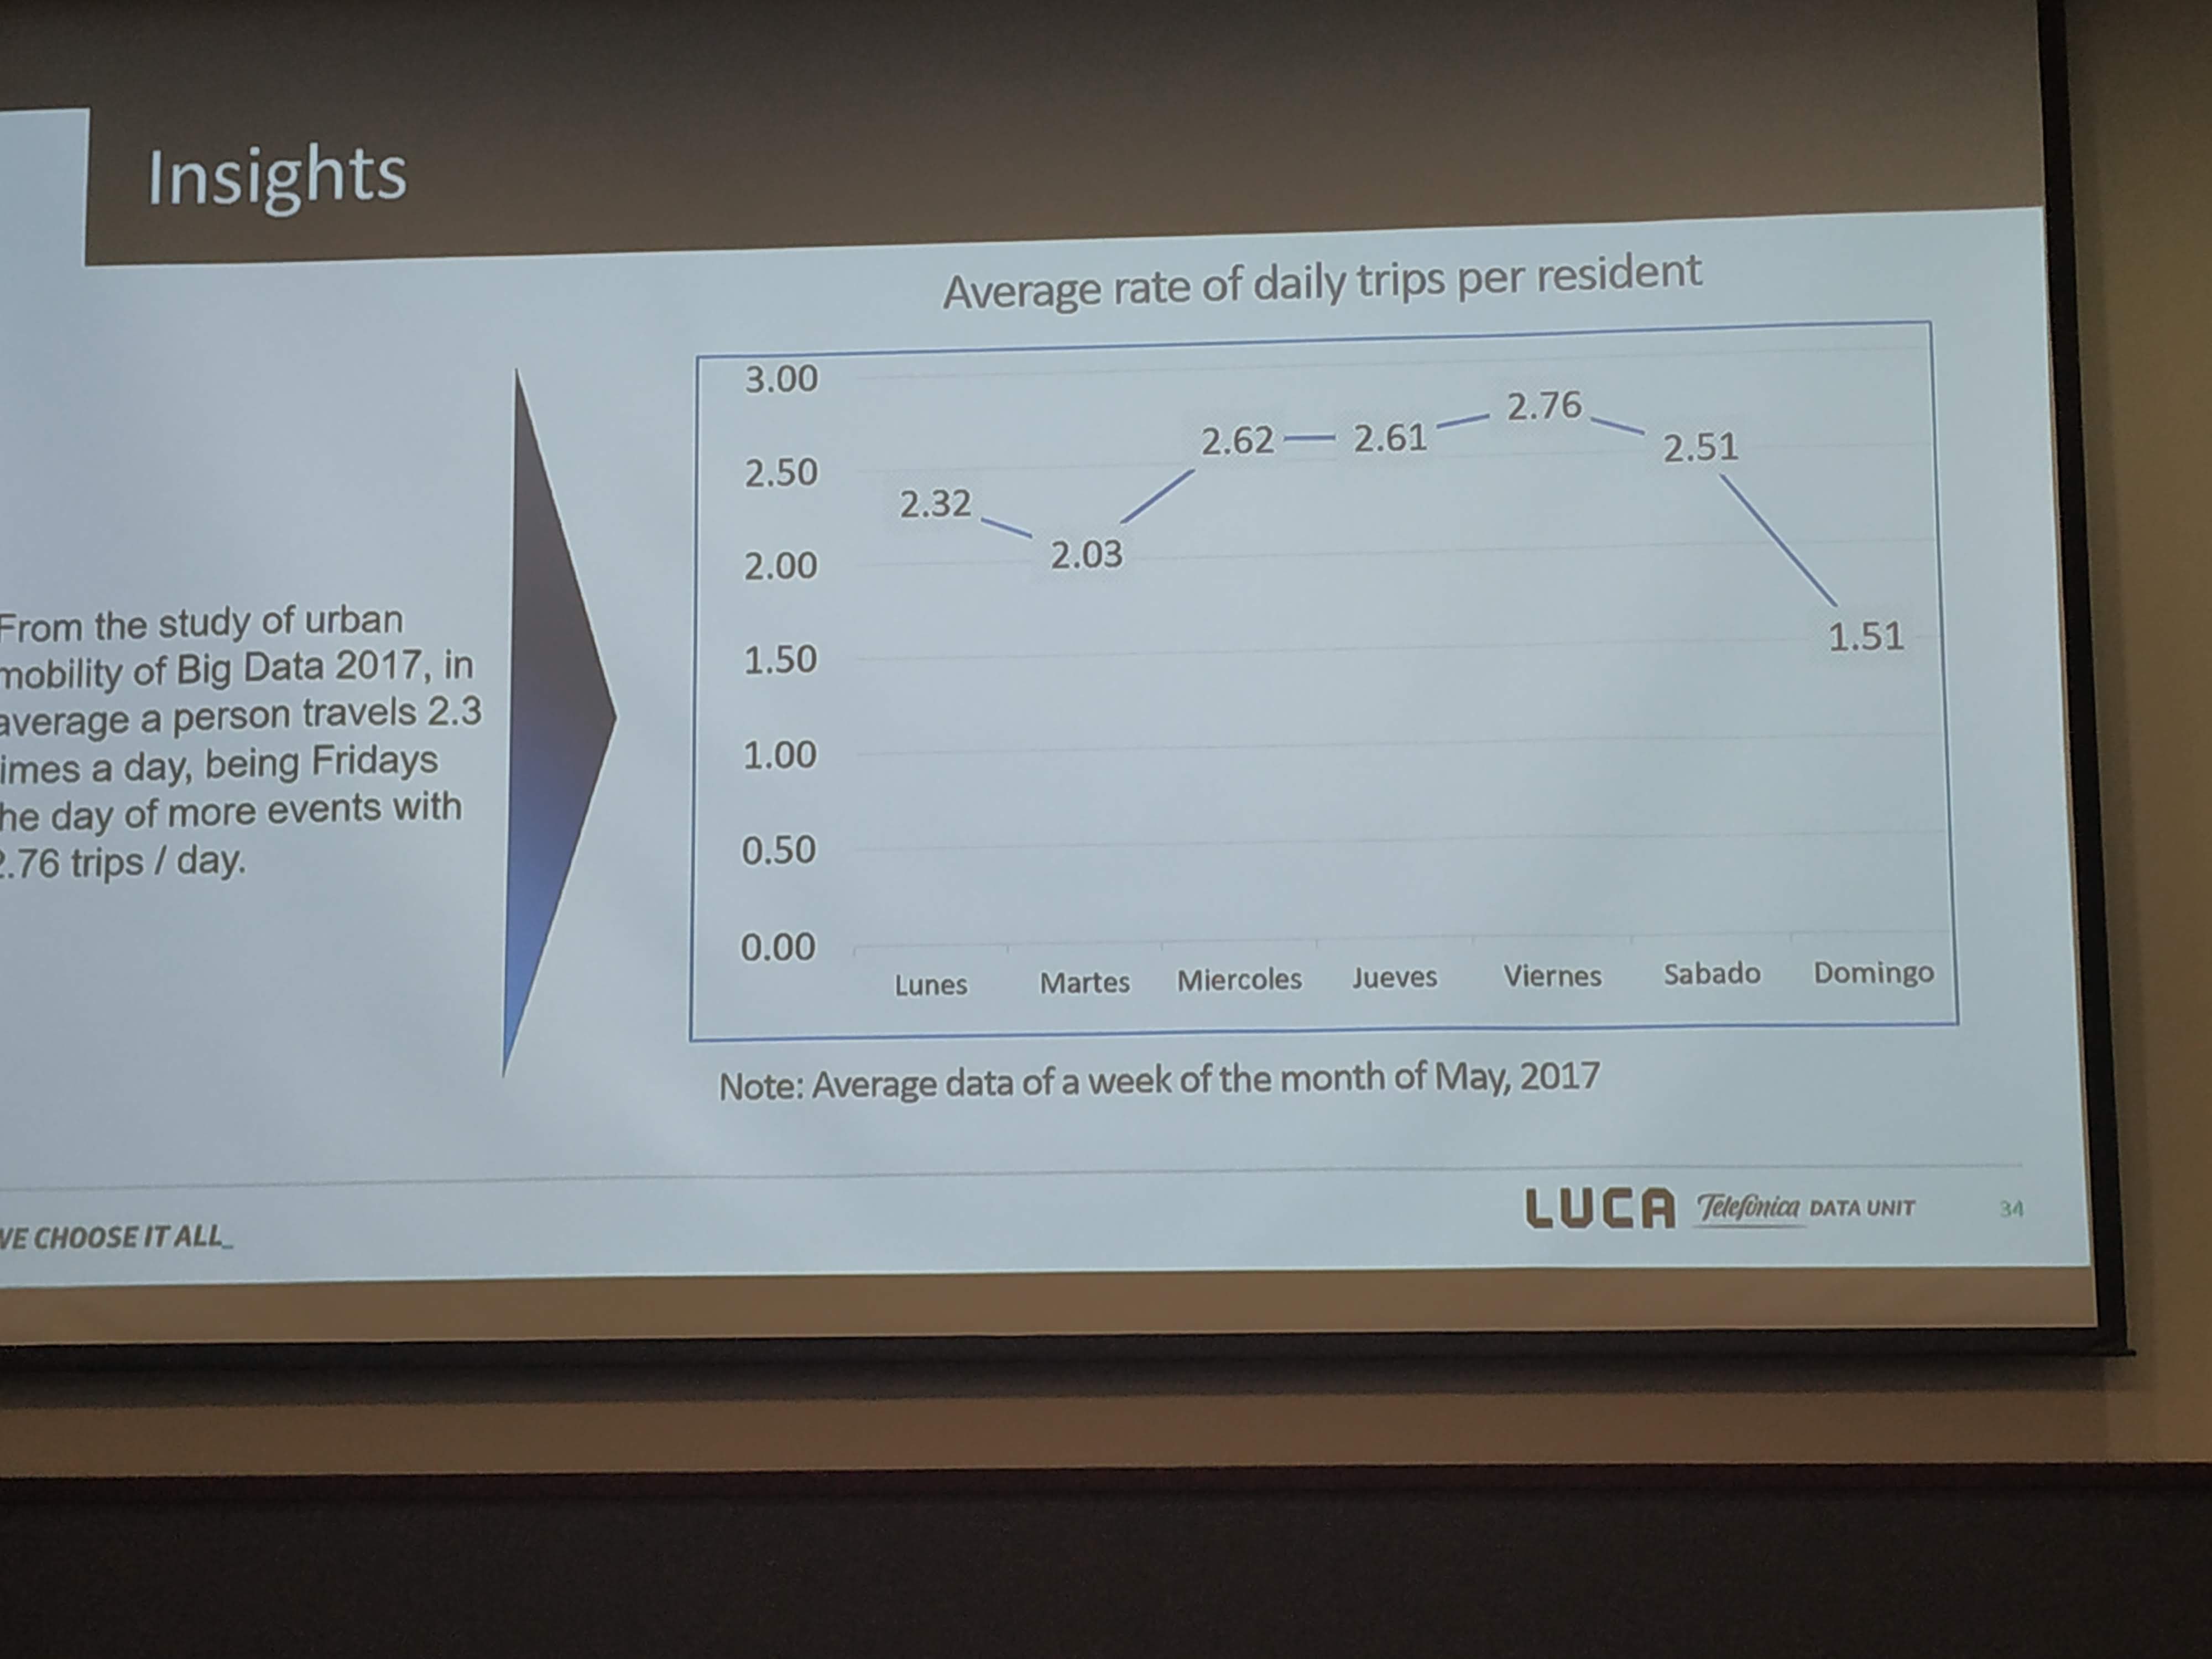 Insights
Average rate of daily trips per resident
From the study of urban
mobility of Big Data 2017, in
average a person travels 2.3
imes a day, being Fridays
he day of more events with
2.76 trips / day.
3.00
2.50
2.00
1.50
1.00
0.50
0.00
2.32
2.03
2.62
2.61
2.76
2.51
1.51
Lunes Martes Miercoles Jueves Viernes Sabado Domingo
Note: Average data of a week of the month of May, 2017
WE CHOOSE IT ALL_
LUCA Telefónica DATA UNIT 34